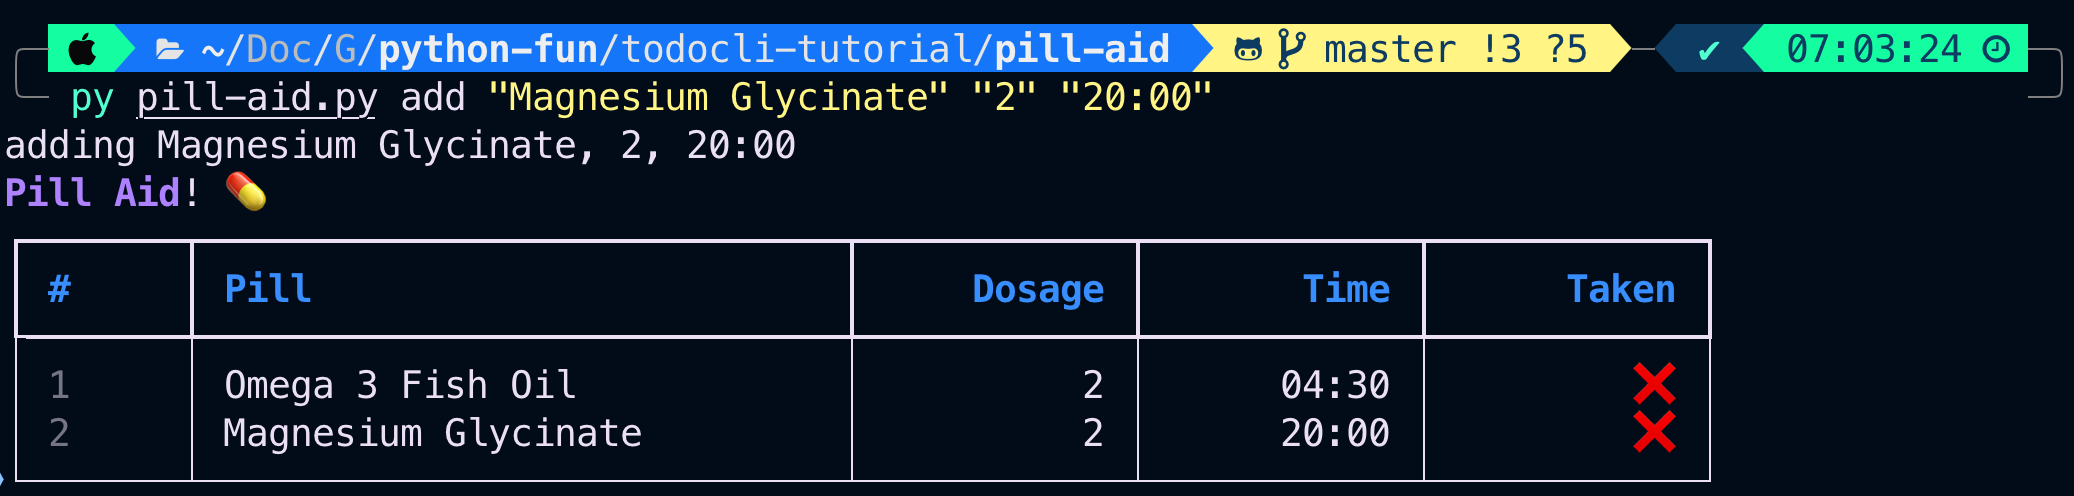 ~/Doc/G/python-fun/todocli-tutorial/pill-aid master !3 ?5 ✔ 07:03:24
py pill-aid.py add "Magnesium Glycinate" "2" "20:00"
adding Magnesium Glycinate, 2, 20:00
Pill Aid! 💊
# Pill Dosage Time Taken
1 Omega 3 Fish Oil 2 04:30 ❌
2 Magnesium Glycinate 2 20:00 ❌